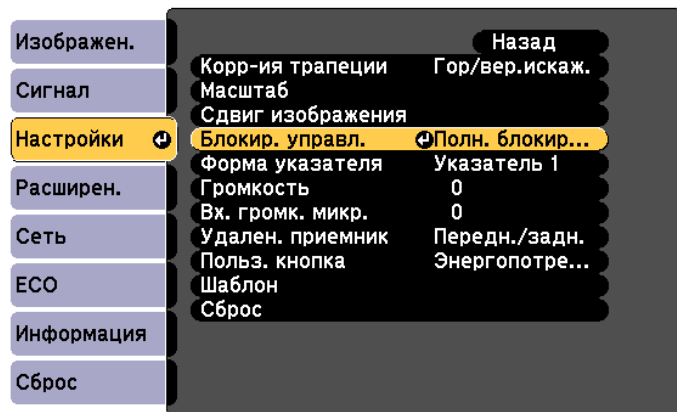 Изображен.
Сигнал
Настройки
Расширен.
Сеть
ECO
Информация
Сброс
Назад
Корр-ия трапеции Гор/вер.искаж.
Масштаб
Сдвиг изображения
Блокир. управл. Полн. блокир...
Форма указателя Указатель 1
Громкость 0
Вх. громк. микр. 0
Удален. приемник Передн./задн.
Польз. кнопка Энергопотре...
Шаблон
Сброс